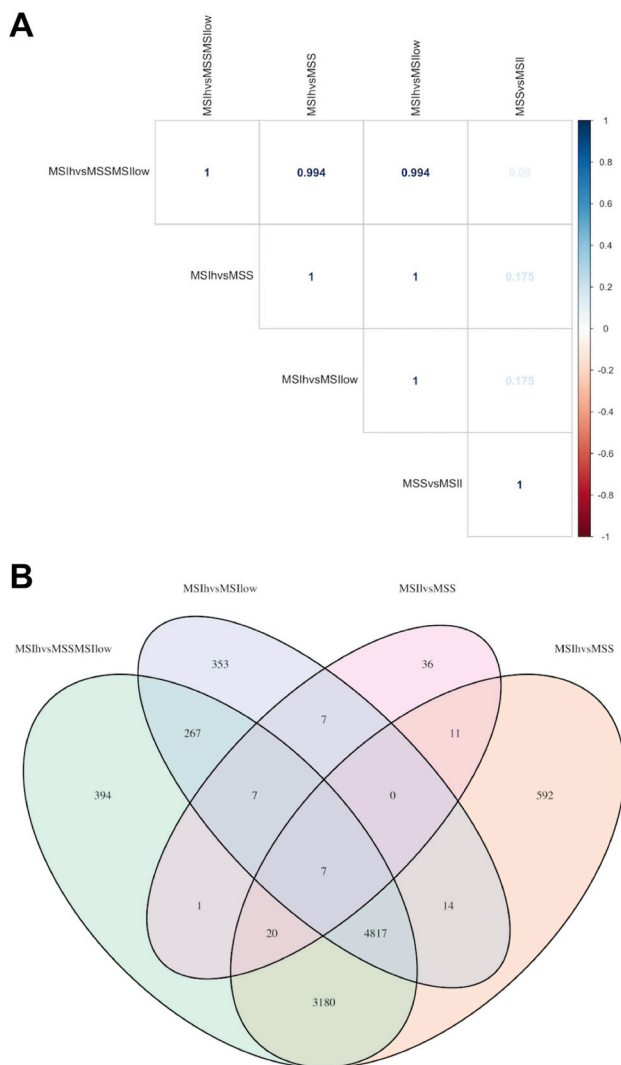 A
MSIhvsMSSMSIlow
MSIhvsMSS
MSIhvsMSIlow
MSSvsMSIl
1
MSIhvsMSSMSIlow 1 0.994 0.994 0.09
0.8
0.6
0.4
MSIhvsMSS 1 1 0.175
0.2
0
-0.2
MSIhvsMSIlow 1 0.175
-0.4
-0.6
MSSvsMSIl 1
-0.8
-1
B
MSIhvsMSIlow MSIlvsMSS
MSIhvsMSSMSIlow MSIhvsMSS
353 36
267 7 11
394 7 0 592
7
1 20 4817 14
3180